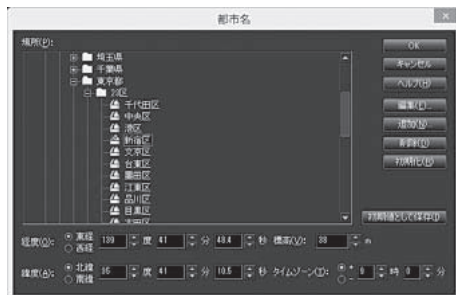 都市名
場所(P):
OK
埼玉県
キャンセル
千葉県
ヘルプ(H)
東京都
23区
編集(E)...
千代田区
中央区
追加(N)
港区
新宿区
削除(D)
文京区
初期化(B)
台東区
墨田区
江東区
品川区
目黒区
初期値として保存(I)
経度(O): 東経 西経 139 度 41 分 48.4 秒 標高(V): 38 m
緯度(A): 北緯 南緯 35 度 41 分 10.5 秒 タイムゾーン(Z): + - 9 時 0 分